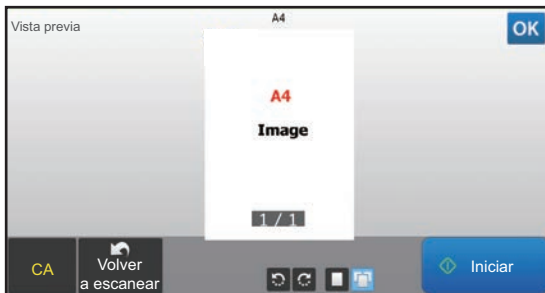 Vista previa
A4
OK
A4
Image
1 / 1
CA
Volver
a escanear
Iniciar